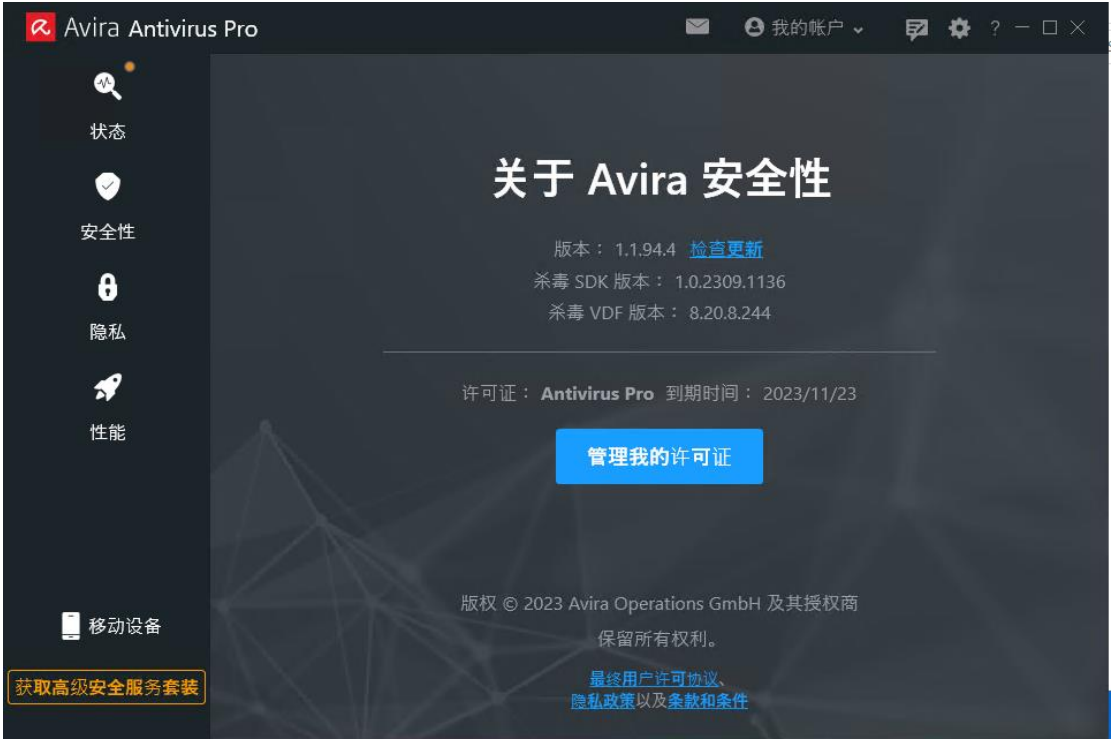 Avira Antivirus Pro
我的帐户
?
状态
安全性
隐私
性能
移动设备
获取高级安全服务套装
关于 Avira 安全性
版本： 1.1.94.4 检查更新
杀毒 SDK 版本： 1.0.2309.1136
杀毒 VDF 版本： 8.20.8.244
许可证： Antivirus Pro 到期时间： 2023/11/23
管理我的许可证
版权 © 2023 Avira Operations GmbH 及其授权商
保留所有权利。
最终用户许可协议、
隐私政策以及条款和条件